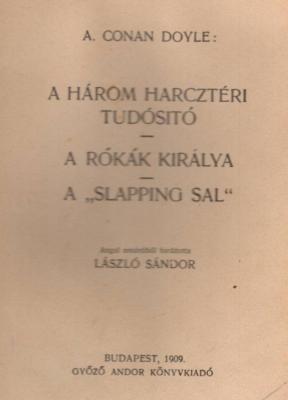 A. CONAN DOYLE:
A HÁROM HARCZTÉRI
TUDÓSITÓ
A RÓKÁK KIRÁLYA
A „SLAPPING SAL“
Angol eredetiből fordította
LÁSZLÓ SÁNDOR
BUDAPEST, 1909.
GYŐZŐ ANDOR KÖNYVKIADÓ